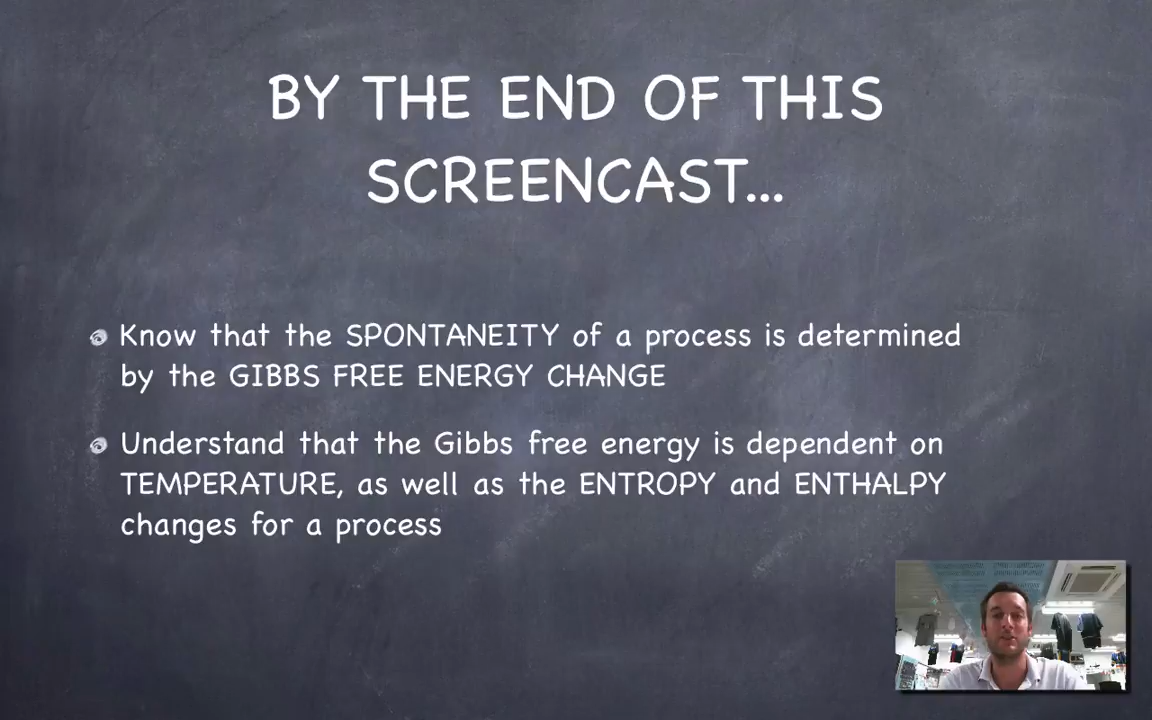 BY THE END OF THIS
SCREENCAST...
Know that the SPONTANEITY of a process is determined
by the GIBBS FREE ENERGY CHANGE
Understand that the Gibbs free energy is dependent on
TEMPERATURE, as well as the ENTROPY and ENTHALPY
changes for a process